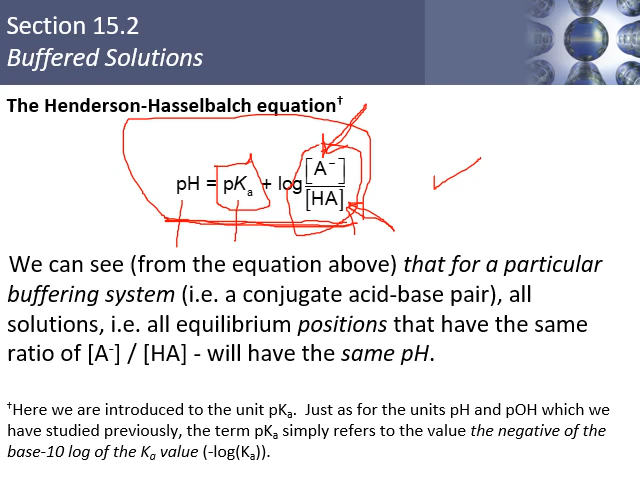 Section 15.2
Buffered Solutions
The Henderson-Hasselbalch equation†
pH = pKₐ + log [A⁻] / [HA]
We can see (from the equation above) that for a particular
buffering system (i.e. a conjugate acid-base pair), all
solutions, i.e. all equilibrium positions that have the same
ratio of [A⁻] / [HA] - will have the same pH.
†Here we are introduced to the unit pKₐ. Just as for the units pH and pOH which we
have studied previously, the term pKₐ simply refers to the value the negative of the
base-10 log of the Kₐ value (-log(Kₐ)).